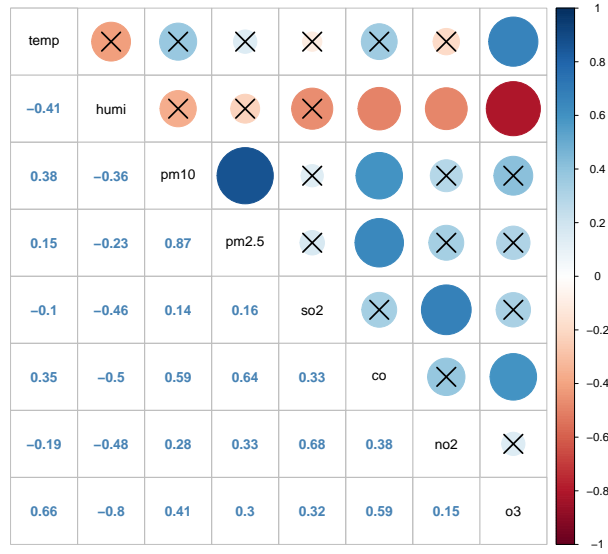 temp
−0.41 humi
0.38 −0.36 pm10
0.15 −0.23 0.87 pm2.5
−0.1 −0.46 0.14 0.16 so2
0.35 −0.5 0.59 0.64 0.33 co
−0.19 −0.48 0.28 0.33 0.68 0.38 no2
0.66 −0.8 0.41 0.3 0.32 0.59 0.15 o3
1
0.8
0.6
0.4
0.2
0
−0.2
−0.4
−0.6
−0.8
−1